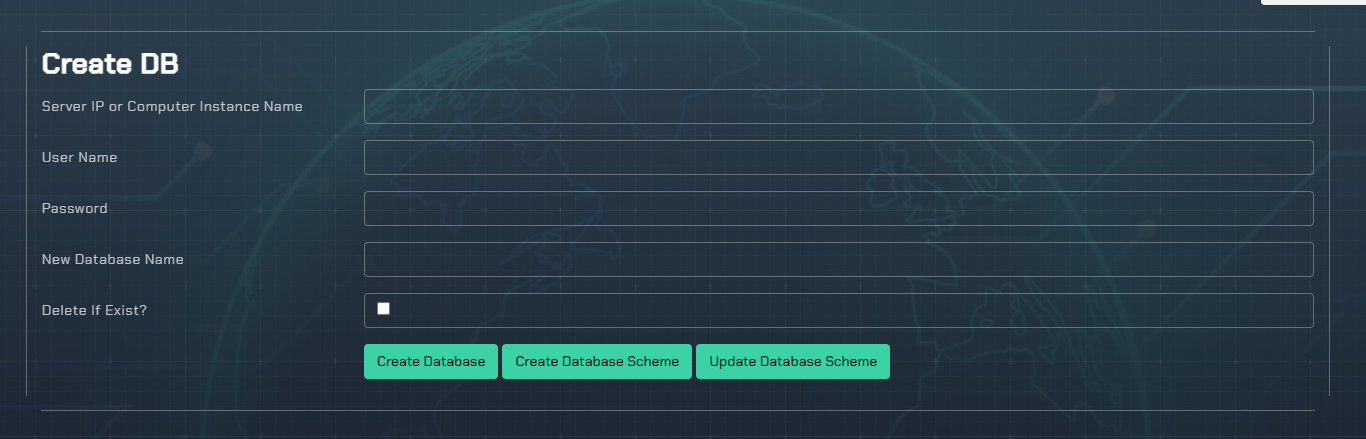 Create DB
Server IP or Computer Instance Name
User Name
Password
New Database Name
Delete If Exist?
Create Database Create Database Scheme Update Database Scheme